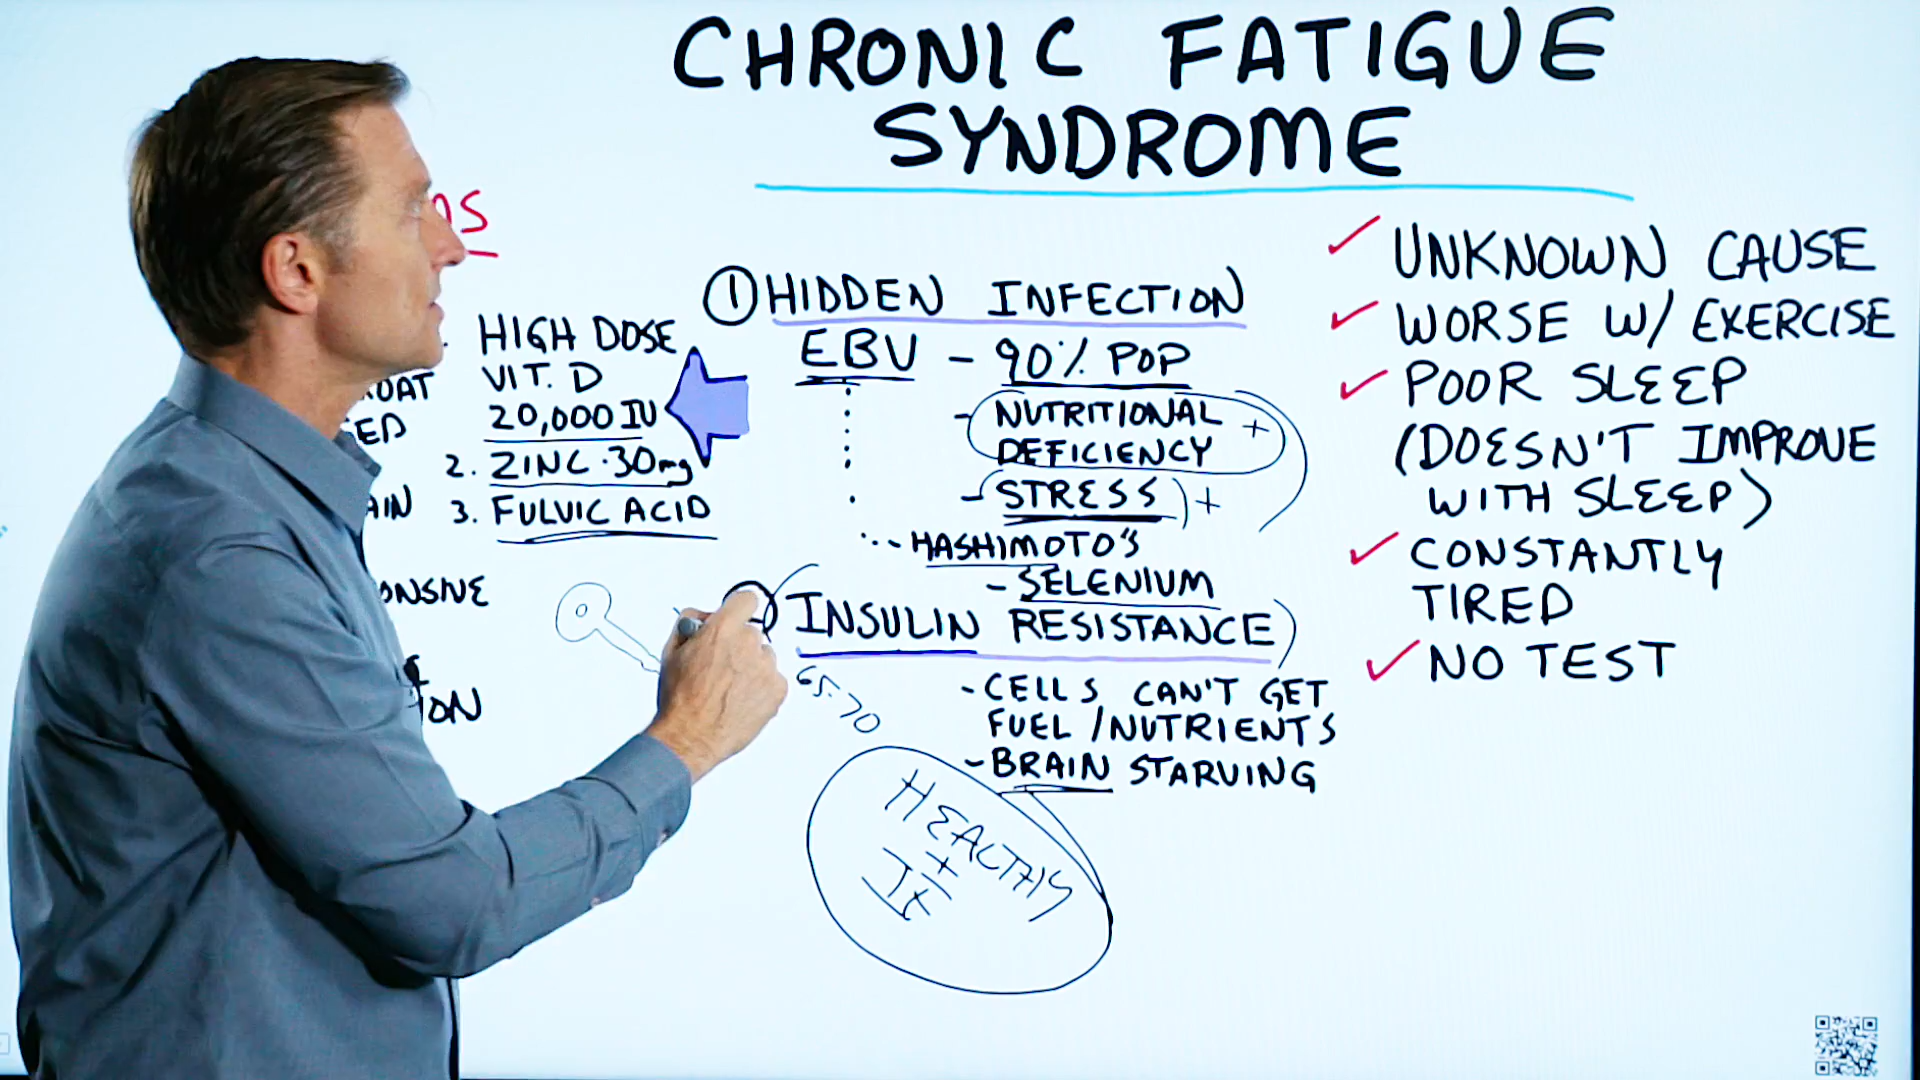 CHRONIC FATIGUE
SYNDROME
① HIDDEN INFECTION
EBV - 90% POP
- NUTRITIONAL +
DEFICIENCY
- STRESS +
HASHIMOTO'S
- SELENIUM
INSULIN RESISTANCE
- CELLS CAN'T GET
FUEL/NUTRIENTS
- BRAIN STARVING
65-70
HEALTHY
+
IF
HIGH DOSE
VIT. D
20,000 IU
2. ZINC · 30mg
3. FULVIC ACID
✓ UNKNOWN CAUSE
✓ WORSE W/ EXERCISE
✓ POOR SLEEP
(DOESN'T IMPROVE
WITH SLEEP)
✓ CONSTANTLY
TIRED
✓ NO TEST